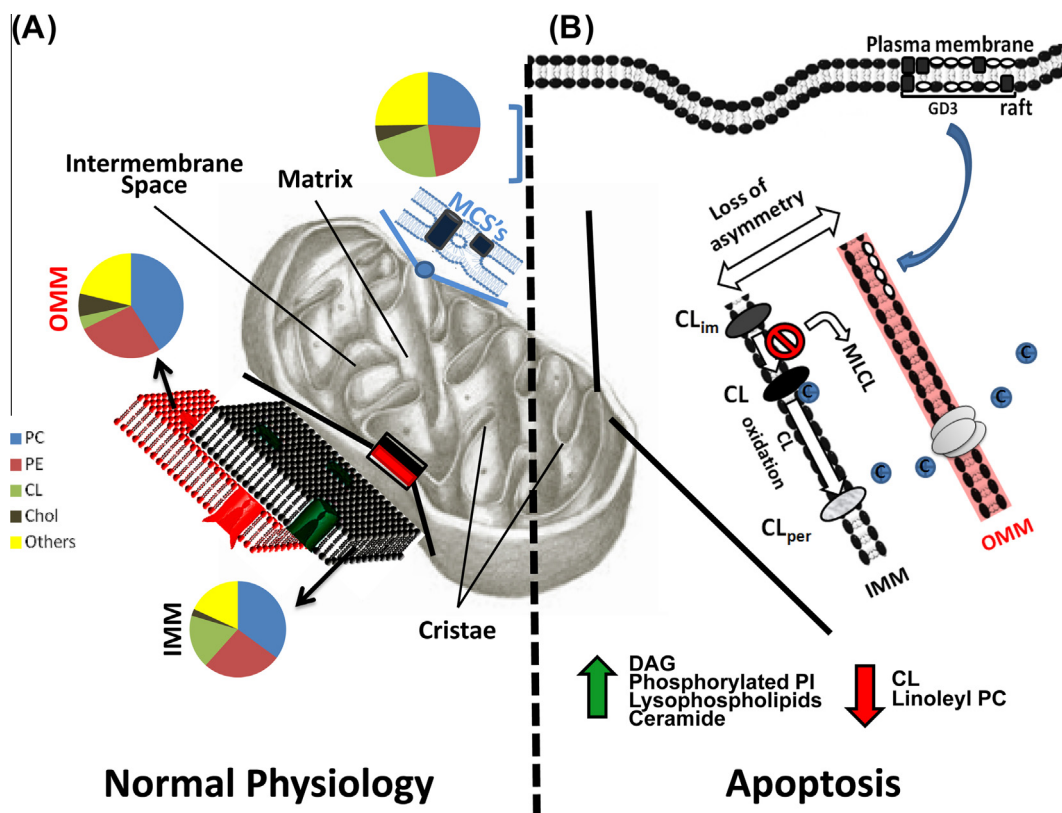 (A)
Intermembrane
Space
Matrix
MCS's
OMM
PC
PE
CL
Chol
Others
IMM
Cristae
Normal Physiology
(B)
Plasma membrane
GD3
raft
Loss of
asymmetry
CLim
MLCL
CL
C
CL
oxidation
C
C
C
C
CLper
IMM
OMM
DAG
Phosphorylated PI
Lysophospholipids
Ceramide
CL
Linoleyl PC
Apoptosis